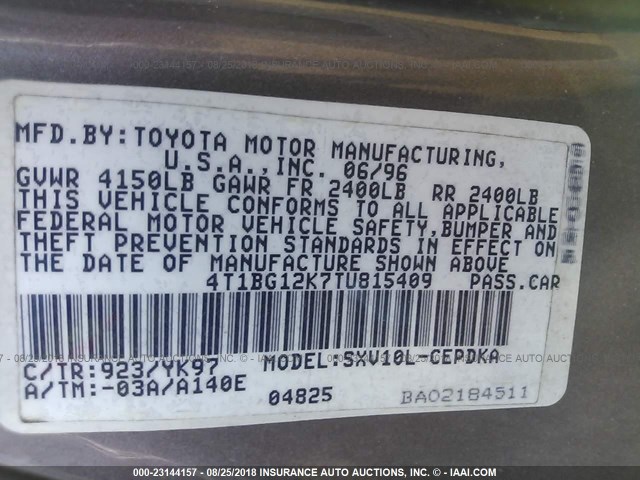 MFD.BY:TOYOTA MOTOR MANUFACTURING,
U.S.A.,INC. 06/96
GVWR 4150LB GAWR FR 2400LB RR 2400LB
THIS VEHICLE CONFORMS TO ALL APPLICABLE
FEDERAL MOTOR VEHICLE SAFETY,BUMPER AND
THEFT PREVENTION STANDARDS IN EFFECT ON
THE DATE OF MANUFACTURE SHOWN ABOVE
4T1BG12K7TU815409 PASS.CAR
C/TR:923/YK97 MODEL:SXV10L-CEPDKA
A/TM:-03A/A140E 04825 BA02184511
000-23144157 / 08/25/2018 INSURANCE AUTO AUCTIONS, INC. - © IAAI.COM